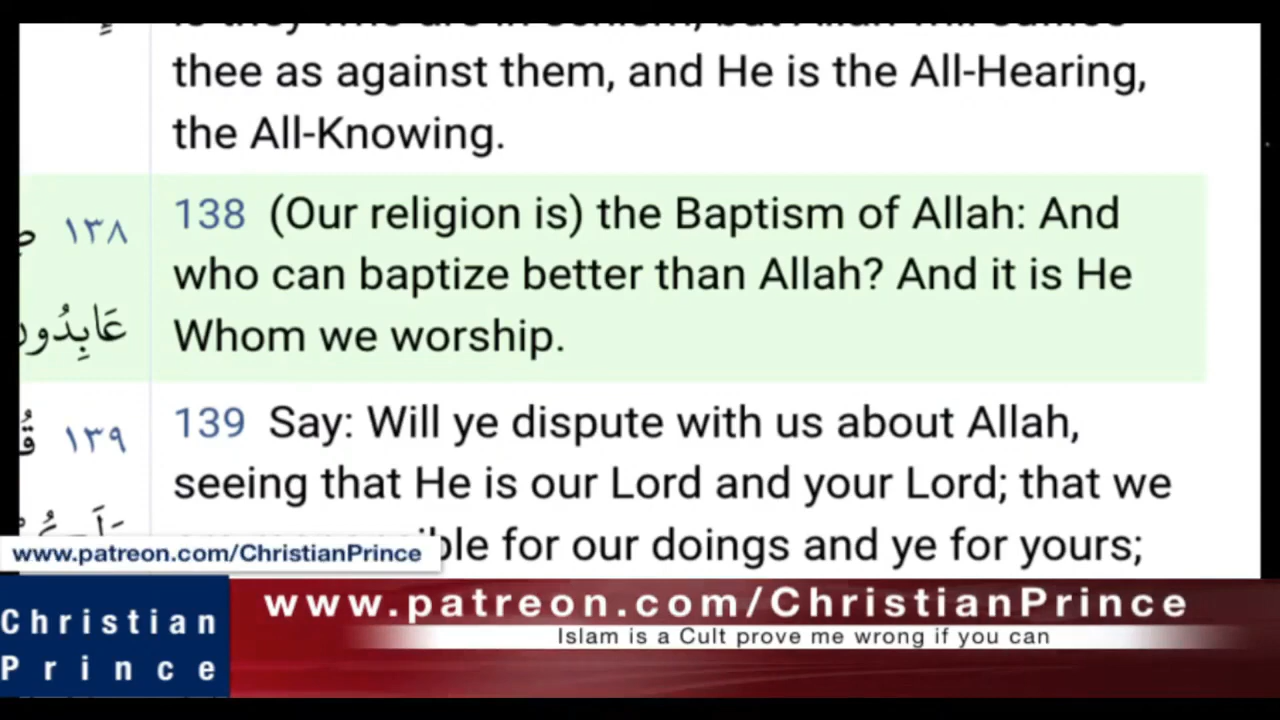 thee as against them, and He is the All-Hearing,
the All-Knowing.
١٣٨ 138 (Our religion is) the Baptism of Allah: And
who can baptize better than Allah? And it is He
عَابِدُون Whom we worship.
١٣٩ 139 Say: Will ye dispute with us about Allah,
seeing that He is our Lord and your Lord; that we
for our doings and ye for yours;
www.patreon.com/ChristianPrince
www.patreon.com/ChristianPrince
Islam is a Cult prove me wrong if you can
Christian
Prince